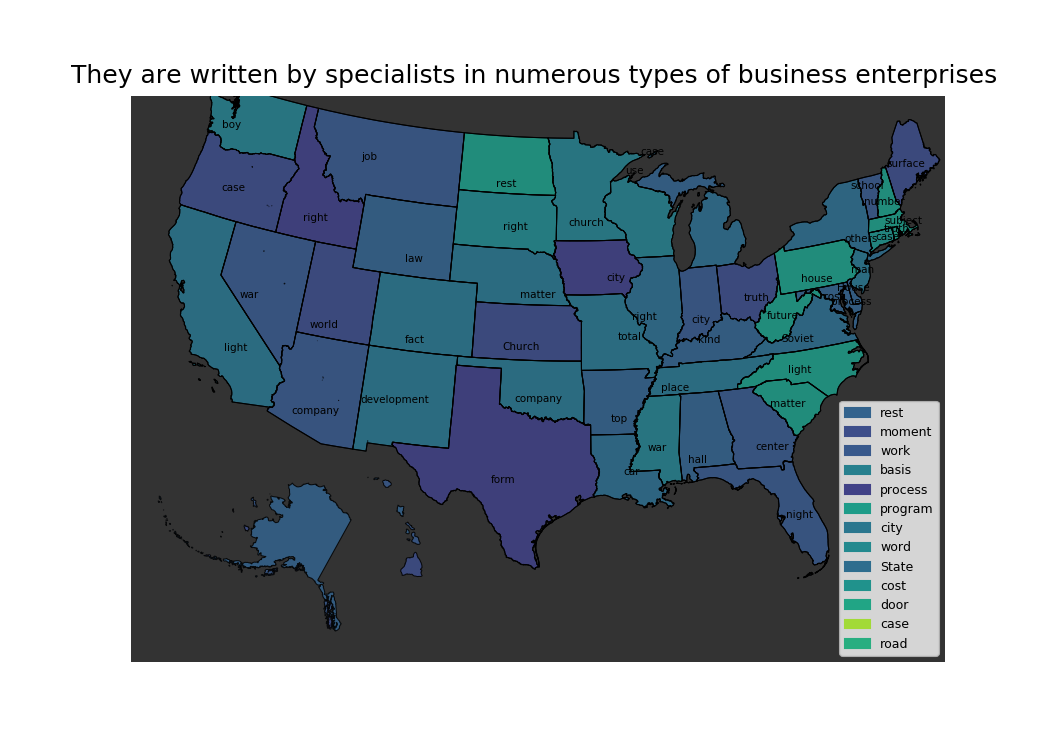 They are written by specialists in numerous types of business enterprises
boy
case
job
use
rest
case
surface
school
right
right
number
subject
law
church
others
case
war
matter
city
house
man
house
process
truth
future
world
light
fact
Church
right
total
city
kind
Soviet
light
company
development
company
place
matter
top
war
hall
center
form
car
night
rest
moment
work
basis
process
program
city
word
State
cost
door
case
road